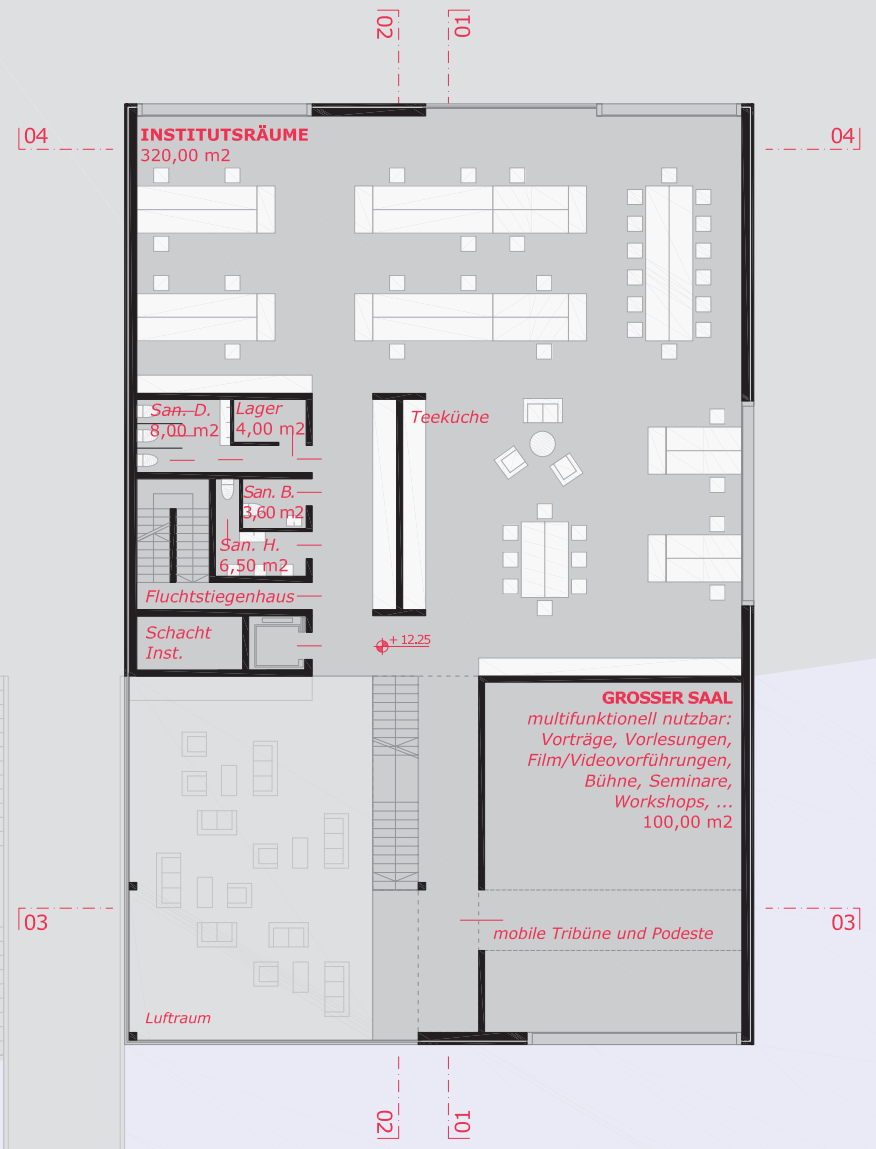 02
01
04
04
INSTITUTSRÄUME
320,00 m2
San. D.
8,00 m2
Lager
4,00 m2
Teeküche
San. B.
3,60 m2
San. H.
6,50 m2
Fluchtstiegenhaus
Schacht
Inst.
+ 12.25
GROSSER SAAL
multifunktionell nutzbar:
Vorträge, Vorlesungen,
Film/Videovorführungen,
Bühne, Seminare,
Workshops, ...
100,00 m2
03
03
mobile Tribüne und Podeste
Luftraum
02
01